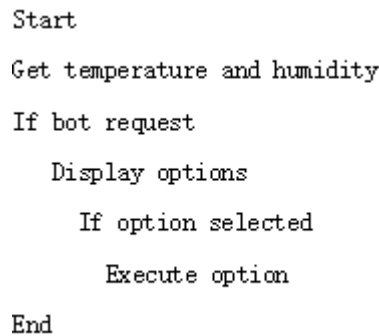 Start
Get temperature and humidity
If bot request
Display options
If option selected
Execute option
End